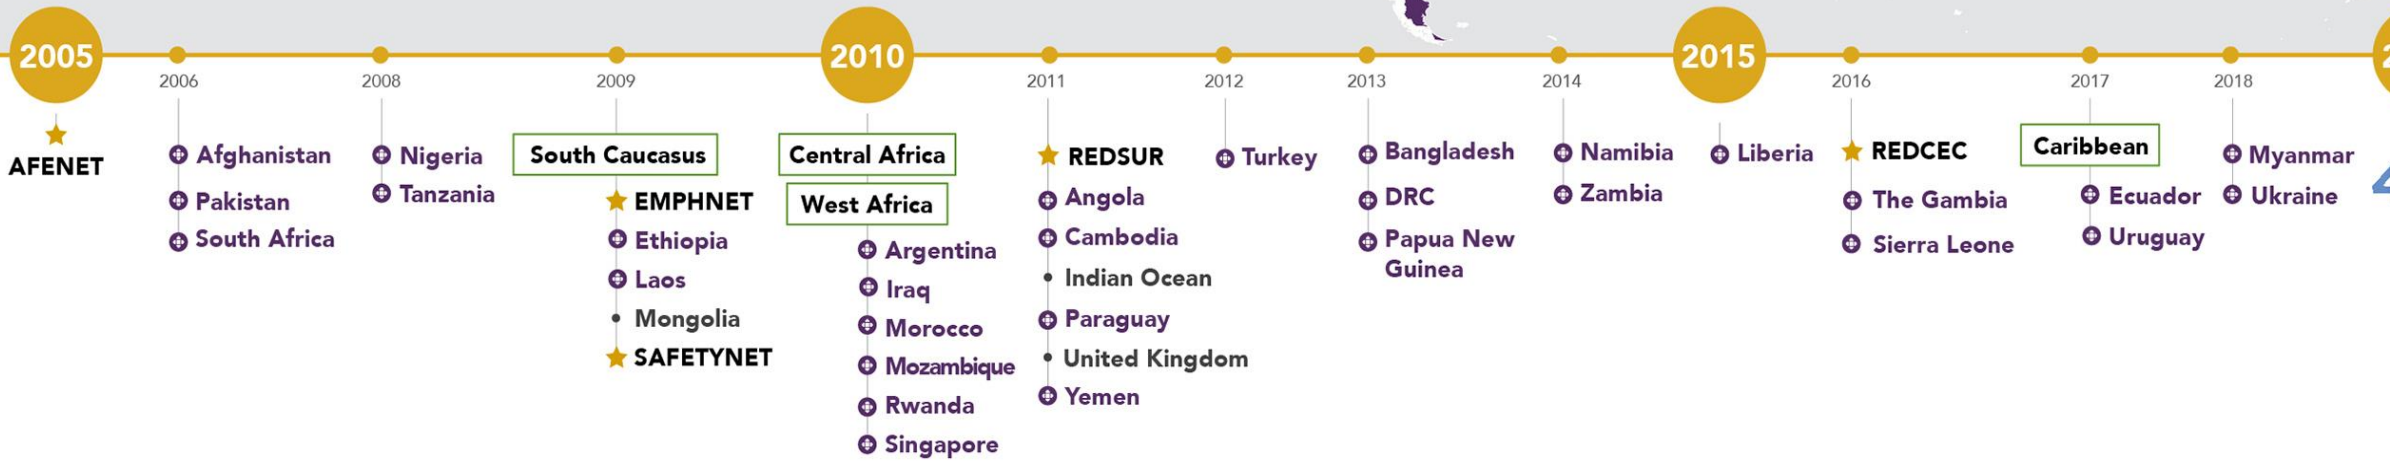 2005
AFENET
2006
Afghanistan
Pakistan
South Africa
2008
Nigeria
Tanzania
2009
South Caucasus
EMPHNET
Ethiopia
Laos
Mongolia
SAFETYNET
2010
Central Africa
West Africa
Argentina
Iraq
Morocco
Mozambique
Rwanda
Singapore
2011
REDSUR
Angola
Cambodia
Indian Ocean
Paraguay
United Kingdom
Yemen
2012
Turkey
2013
Bangladesh
DRC
Papua New
Guinea
2014
Namibia
Zambia
2015
Liberia
2016
REDCEC
The Gambia
Sierra Leone
2017
Caribbean
Ecuador
Uruguay
2018
Myanmar
Ukraine